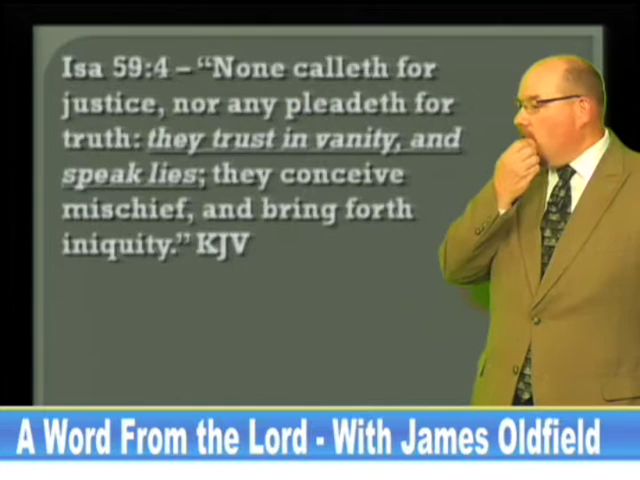 Isa 59:4 – “None calleth for
justice, nor any pleadeth for
truth: they trust in vanity, and
speak lies; they conceive
mischief, and bring forth
iniquity.” KJV
A Word From the Lord - With James Oldfield